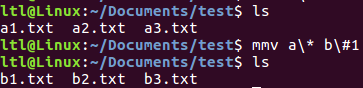 ltl@Linux:~/Documents/test$ ls
a1.txt  a2.txt  a3.txt
ltl@Linux:~/Documents/test$ mmv a\* b\#1
ltl@Linux:~/Documents/test$ ls
b1.txt  b2.txt  b3.txt